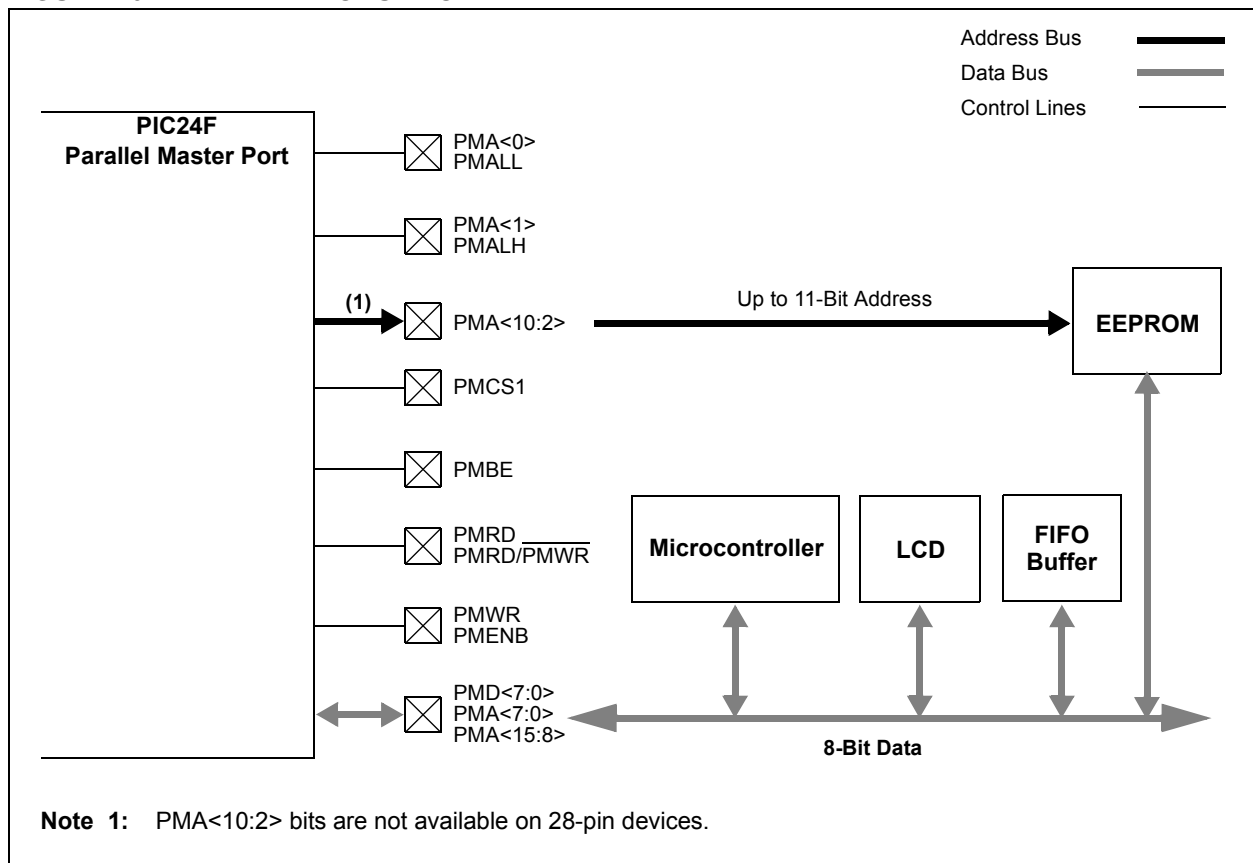 Address Bus
Data Bus
Control Lines
PIC24F
Parallel Master Port
PMA<0>
PMALL
PMA<1>
PMALH
(1)
PMA<10:2>
Up to 11-Bit Address
EEPROM
PMCS1
PMBE
PMRD
PMRD/PMWR
Microcontroller
LCD
FIFO
Buffer
PMWR
PMENB
PMD<7:0>
PMA<7:0>
PMA<15:8>
8-Bit Data
Note 1: PMA<10:2> bits are not available on 28-pin devices.